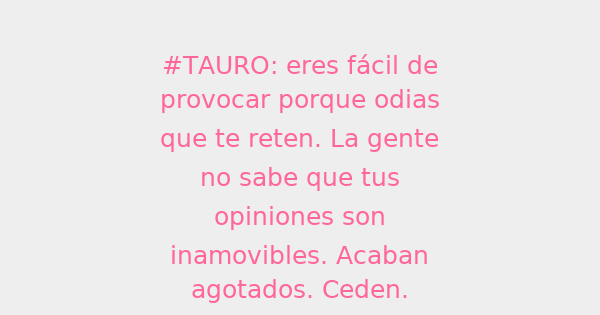 #TAURO: eres fácil de
provocar porque odias
que te reten. La gente
no sabe que tus
opiniones son
inamovibles. Acaban
agotados. Ceden.